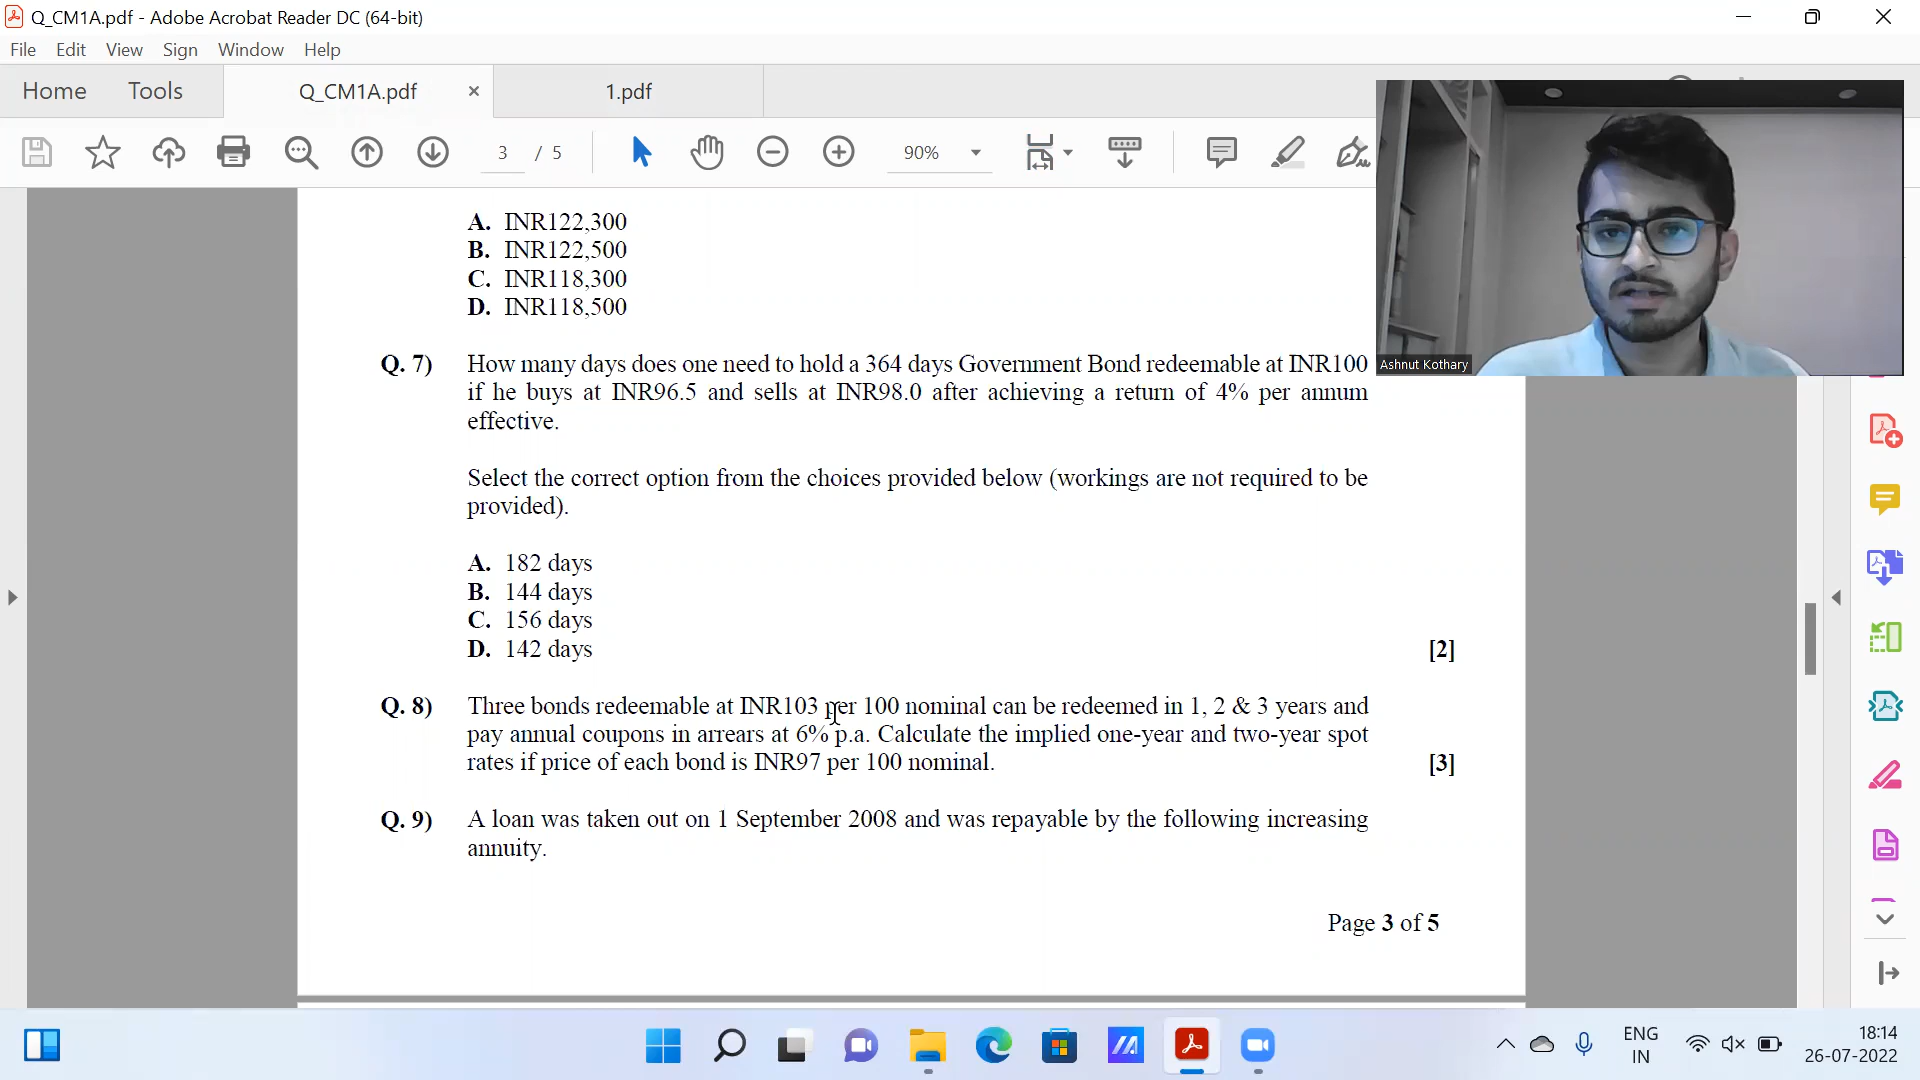 Q_CM1A.pdf - Adobe Acrobat Reader DC (64-bit)
File Edit View Sign Window Help
Home Tools Q_CM1A.pdf × 1.pdf
3 / 5 90%
A. INR122,300
B. INR122,500
C. INR118,300
D. INR118,500
Q. 7) How many days does one need to hold a 364 days Government Bond redeemable at INR100
if he buys at INR96.5 and sells at INR98.0 after achieving a return of 4% per annum
effective.
Select the correct option from the choices provided below (workings are not required to be
provided).
A. 182 days
B. 144 days
C. 156 days
D. 142 days [2]
Q. 8) Three bonds redeemable at INR103 per 100 nominal can be redeemed in 1, 2 & 3 years and
pay annual coupons in arrears at 6% p.a. Calculate the implied one-year and two-year spot
rates if price of each bond is INR97 per 100 nominal. [3]
Q. 9) A loan was taken out on 1 September 2008 and was repayable by the following increasing
annuity.
Page 3 of 5
Ashnut Kothary
ENG
IN
18:14
26-07-2022